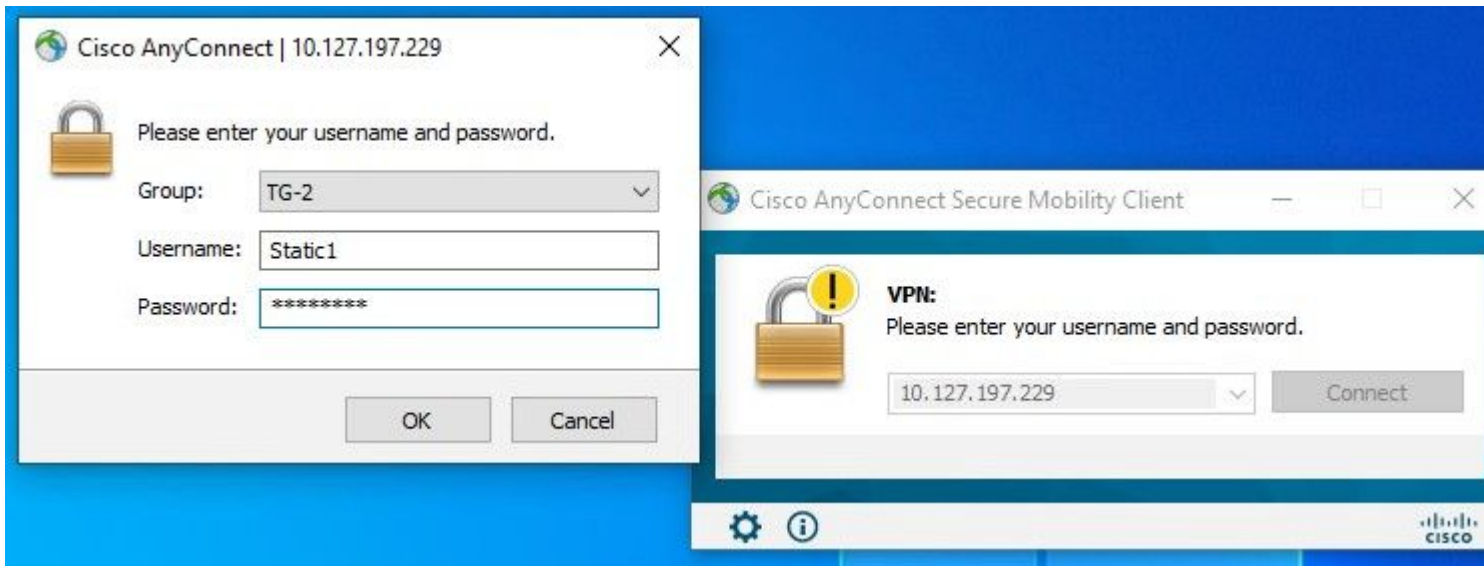 Cisco AnyConnect | 10.127.197.229
Please enter your username and password.
Group: TG-2
Username: Static1
Password: ********
OK Cancel
Cisco AnyConnect Secure Mobility Client
VPN:
Please enter your username and password.
10.127.197.229 Connect
CISCO